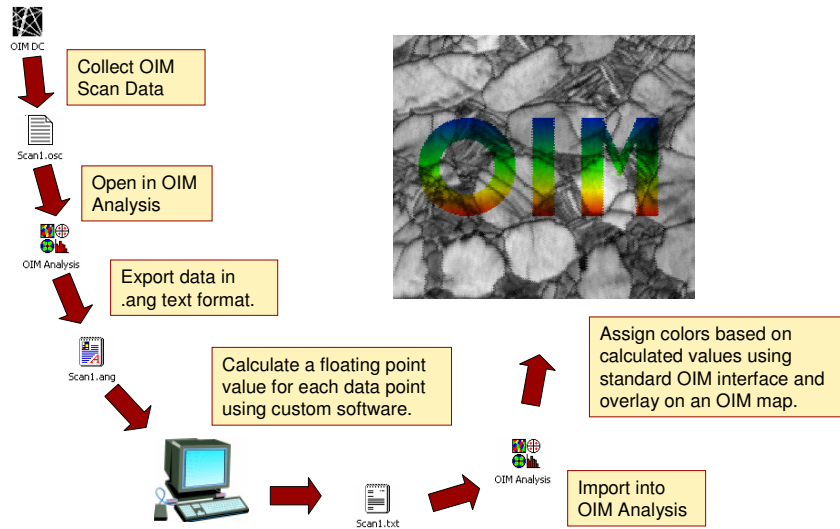 OIM DC
Collect OIM
Scan Data
Scan1.osc
Open in OIM
Analysis
OIM Analysis
Export data in
.ang text format.
Scan1.ang
Calculate a floating point
value for each data point
using custom software.
Scan1.txt
OIM Analysis
Import into
OIM Analysis
Assign colors based on
calculated values using
standard OIM interface and
overlay on an OIM map.
OIM